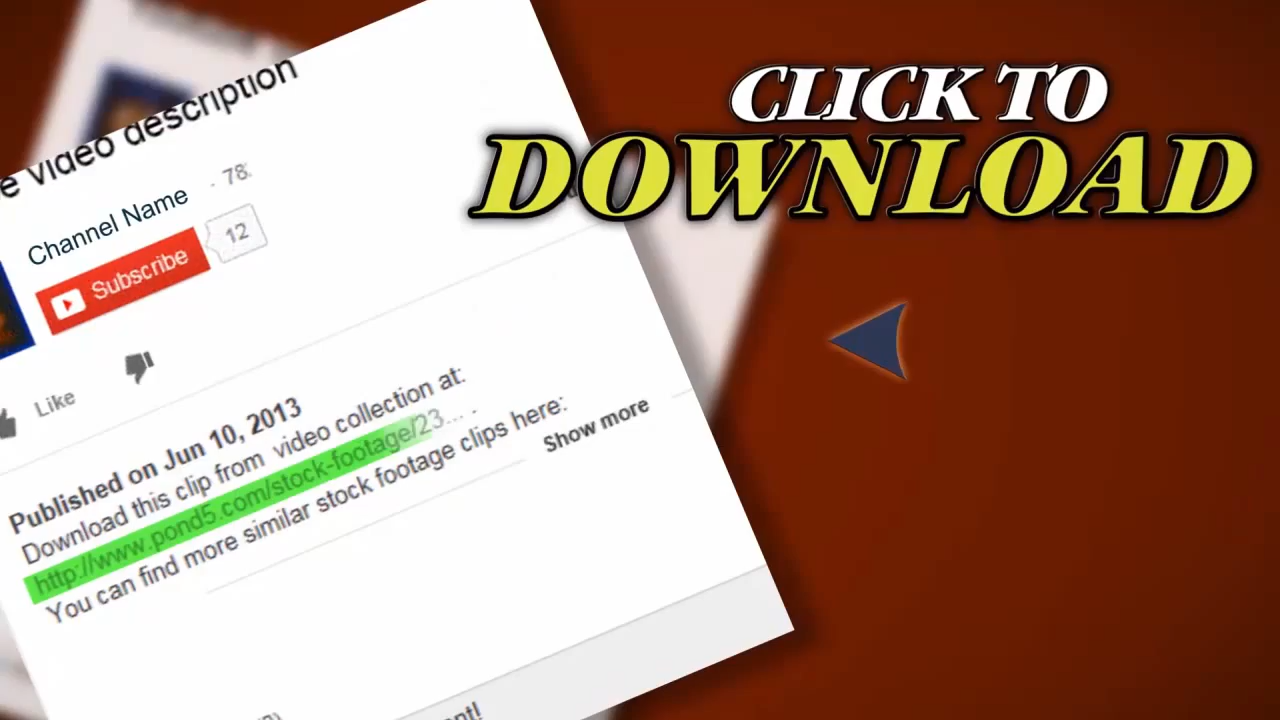 CLICK TO
DOWNLOAD
video description
Channel Name
Subscribe
12
Like
Published on Jun 10, 2013
Download this clip from video collection at:
http://www.pond5.com/stock-footage/23...
You can find more similar stock footage clips here:
Show more